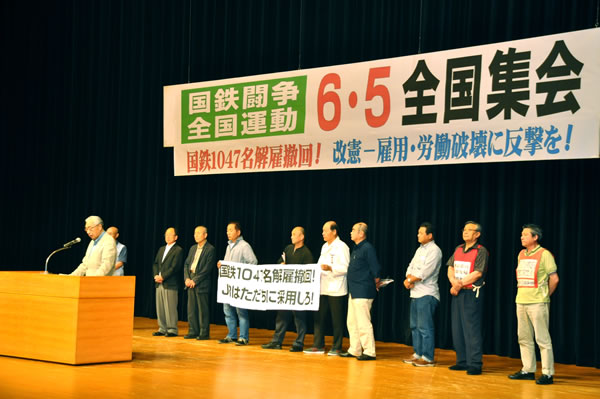 国鉄闘争
全国運動
6・5全国集会
国鉄1047名解雇撤回! 改憲-雇用・労働破壊に反撃を!
国鉄1047名解雇撤回!
JRはただちに採用しろ!